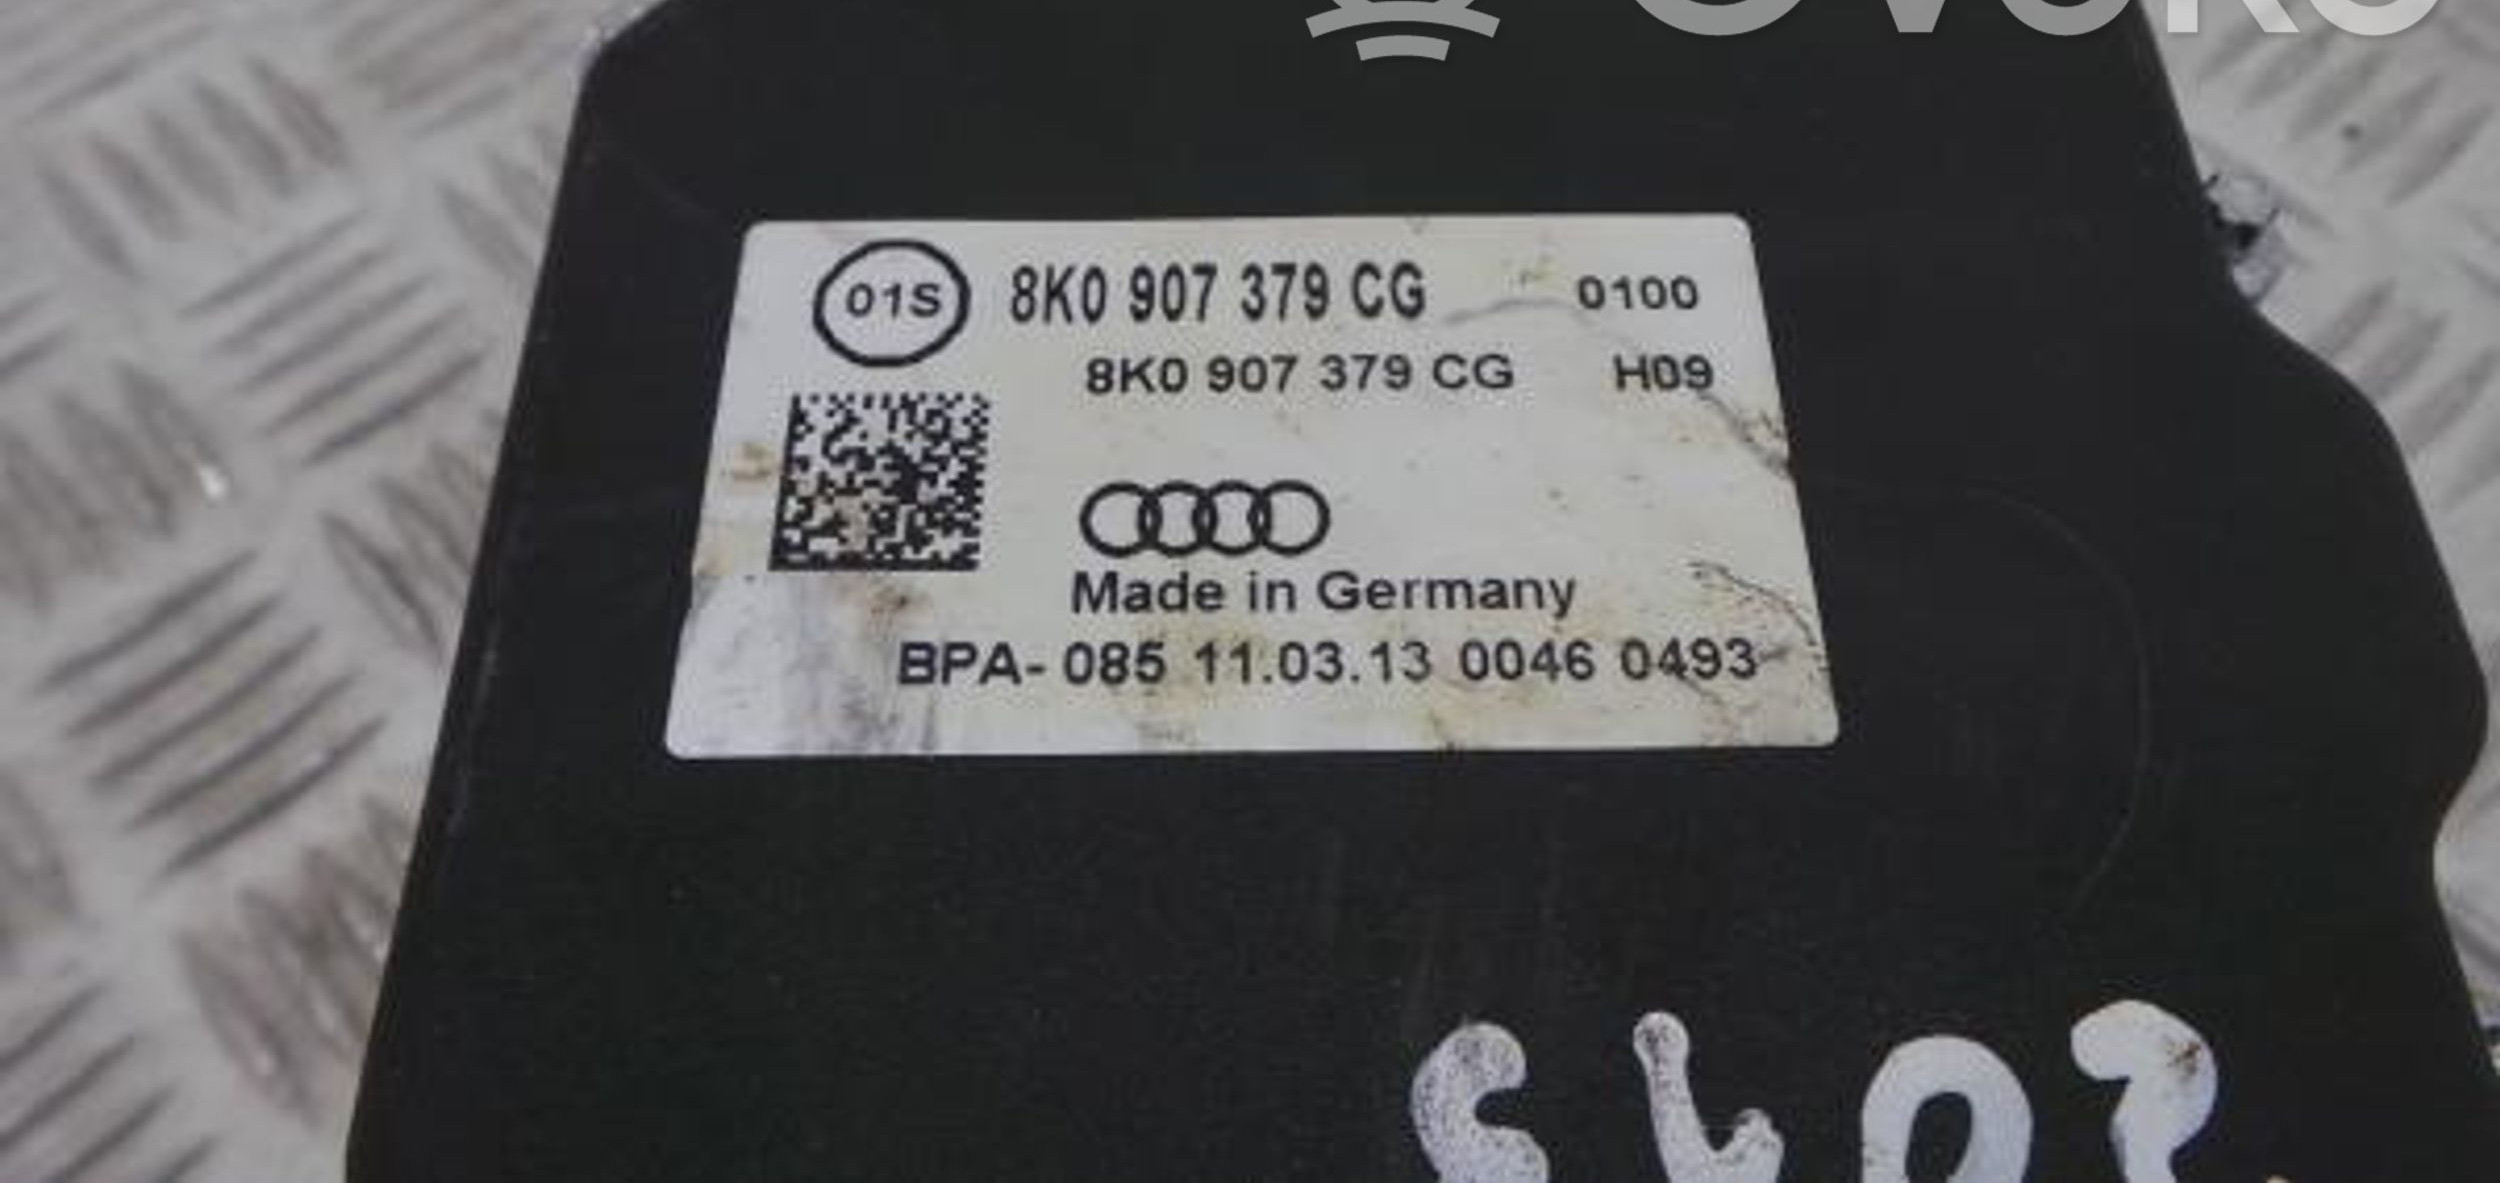 01S 8K0 907 379 CG 0100
8K0 907 379 CG H09
Made in Germany
BPA- 085 11.03.13 0046 0493